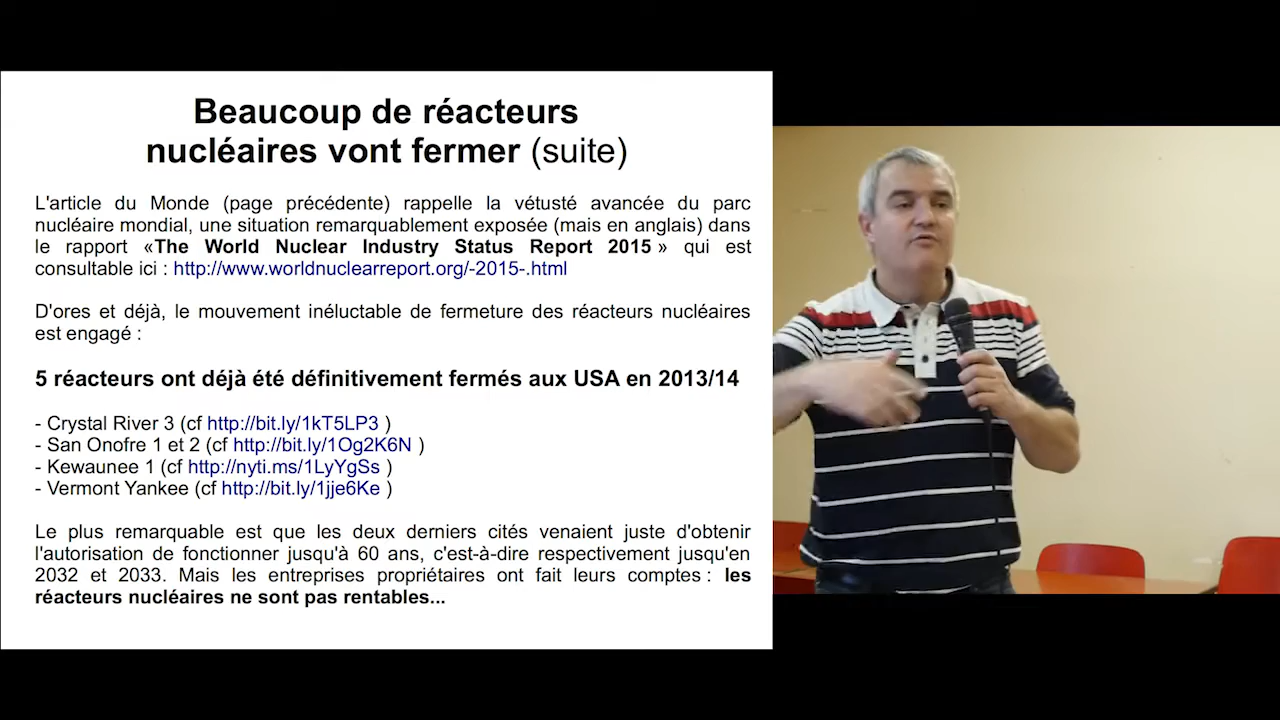 Beaucoup de réacteurs
nucléaires vont fermer (suite)
L'article du Monde (page précédente) rappelle la vétusté avancée du parc
nucléaire mondial, une situation remarquablement exposée (mais en anglais) dans
le rapport «The World Nuclear Industry Status Report 2015 » qui est
consultable ici : http://www.worldnuclearreport.org/-2015-.html
D'ores et déjà, le mouvement inéluctable de fermeture des réacteurs nucléaires
est engagé :
5 réacteurs ont déjà été définitivement fermés aux USA en 2013/14
- Crystal River 3 (cf http://bit.ly/1kT5LP3 )
- San Onofre 1 et 2 (cf http://bit.ly/1Og2K6N )
- Kewaunee 1 (cf http://nyti.ms/1LyYgSs )
- Vermont Yankee (cf http://bit.ly/1jje6Ke )
Le plus remarquable est que les deux derniers cités venaient juste d'obtenir
l'autorisation de fonctionner jusqu'à 60 ans, c'est-à-dire respectivement jusqu'en
2032 et 2033. Mais les entreprises propriétaires ont fait leurs comptes : les
réacteurs nucléaires ne sont pas rentables...